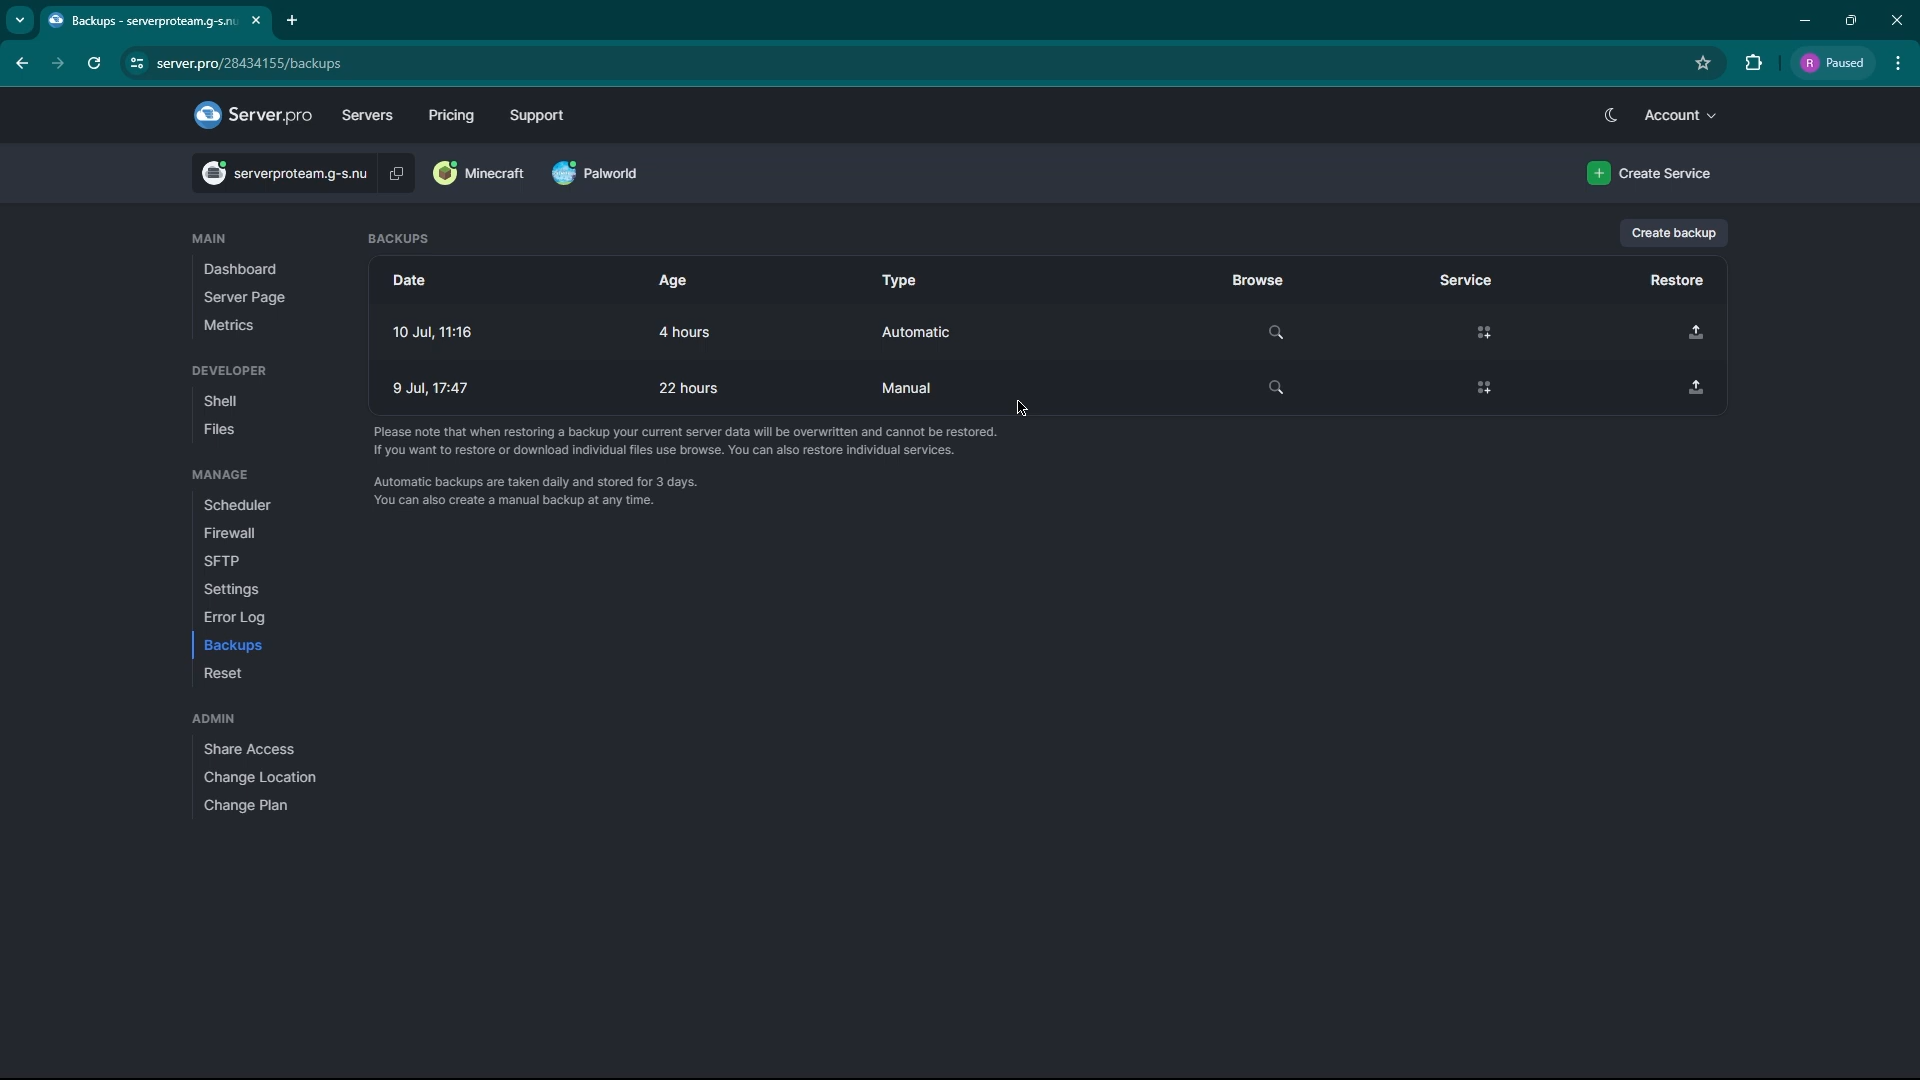 Backups - serverproteam.g-s.nu
server.pro/28434155/backups
R Paused
Server.pro Servers Pricing Support Account
serverproteam.g-s.nu Minecraft Palworld Create Service
MAIN
Dashboard
Server Page
Metrics
DEVELOPER
Shell
Files
MANAGE
Scheduler
Firewall
SFTP
Settings
Error Log
Backups
Reset
ADMIN
Share Access
Change Location
Change Plan
BACKUPS Create backup
Date Age Type Browse Service Restore
10 Jul, 11:16 4 hours Automatic
9 Jul, 17:47 22 hours Manual
Please note that when restoring a backup your current server data will be overwritten and cannot be restored.
If you want to restore or download individual files use browse. You can also restore individual services.
Automatic backups are taken daily and stored for 3 days.
You can also create a manual backup at any time.